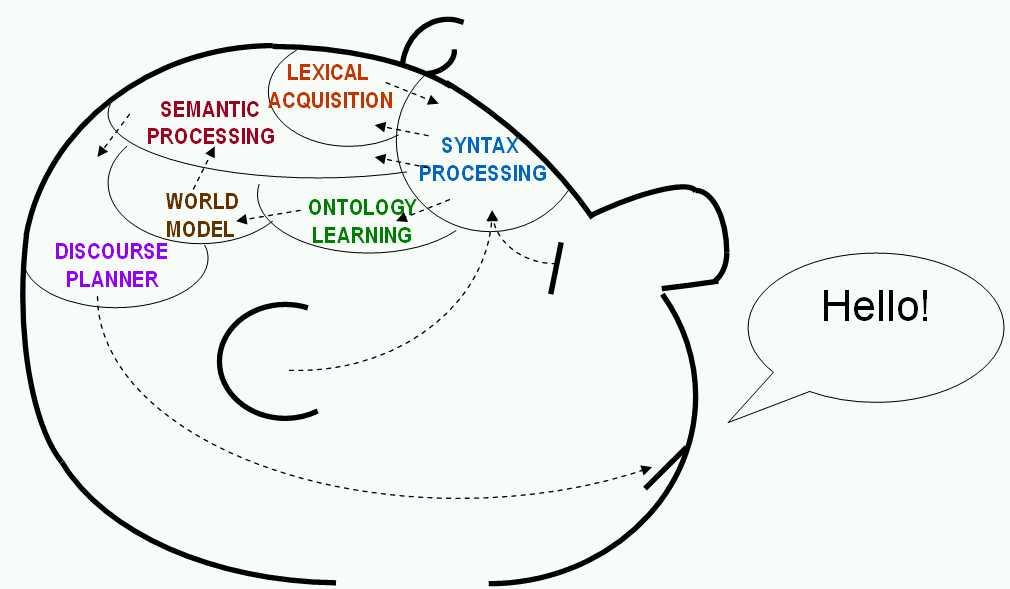 LEXICAL
ACQUISITION
SEMANTIC
PROCESSING
SYNTAX
PROCESSING
WORLD
MODEL
ONTOLOGY
LEARNING
DISCOURSE
PLANNER
Hello!